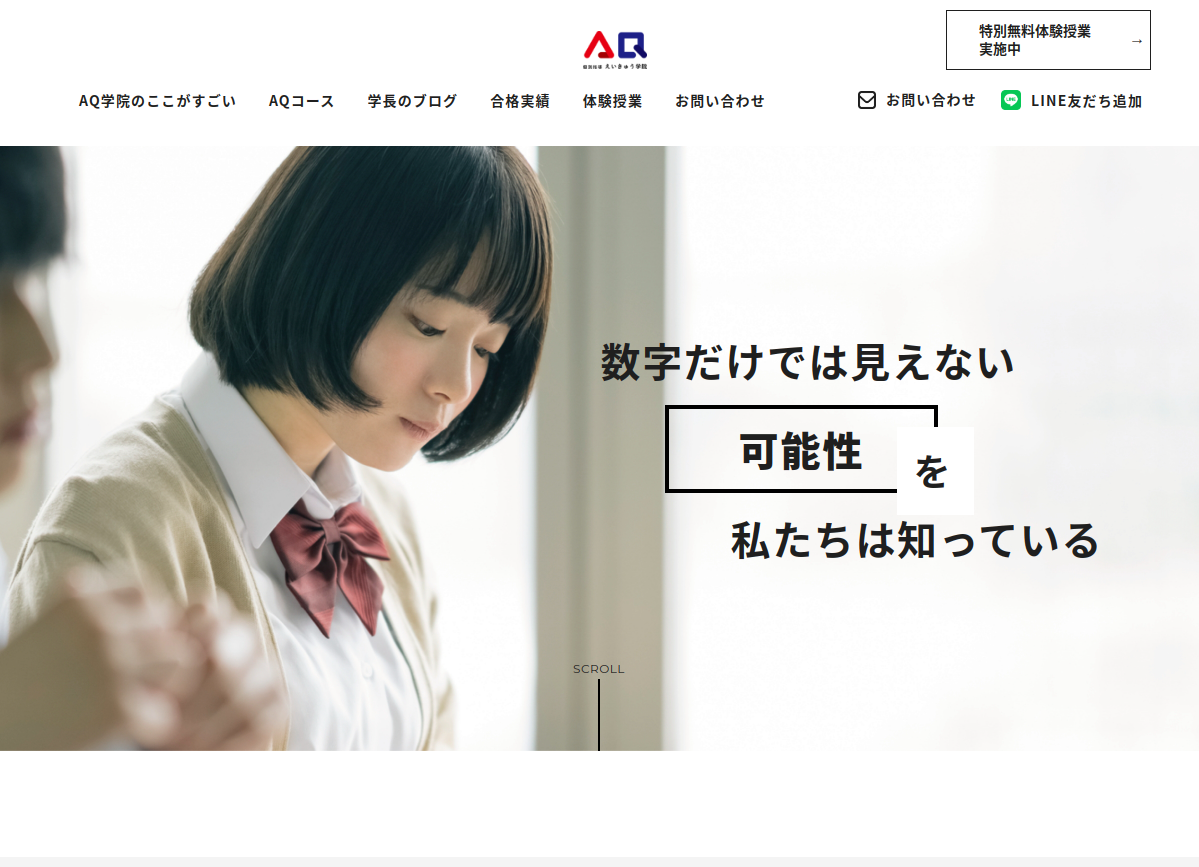 AQ
個別指導 えいきゅう学院
特別無料体験授業
実施中 →
AQ学院のここがすごい AQコース 学長のブログ 合格実績 体験授業 お問い合わせ お問い合わせ LINE友だち追加
数字だけでは見えない
可能性
を
私たちは知っている
SCROLL